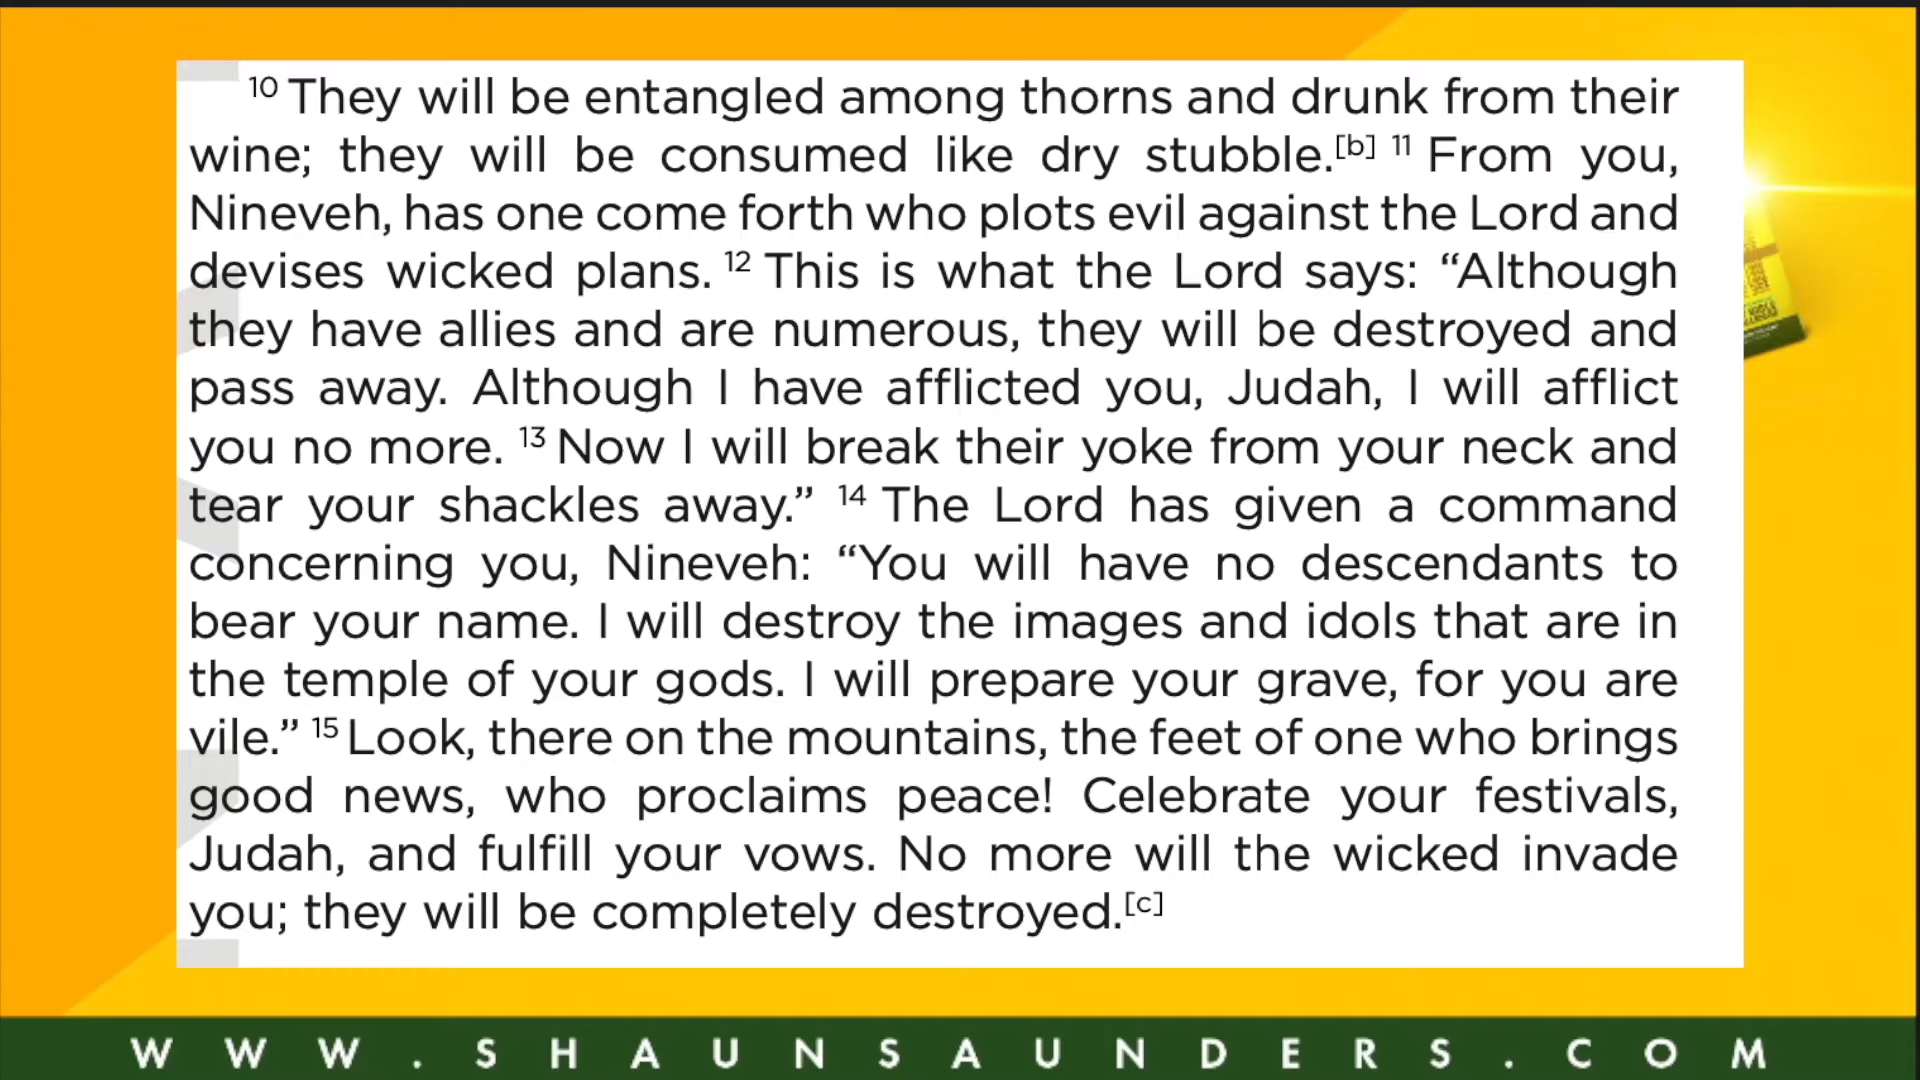 10 They will be entangled among thorns and drunk from their
wine; they will be consumed like dry stubble.[b] 11 From you,
Nineveh, has one come forth who plots evil against the Lord and
devises wicked plans. 12 This is what the Lord says: “Although
they have allies and are numerous, they will be destroyed and
pass away. Although I have afflicted you, Judah, I will afflict
you no more. 13 Now I will break their yoke from your neck and
tear your shackles away.” 14 The Lord has given a command
concerning you, Nineveh: “You will have no descendants to
bear your name. I will destroy the images and idols that are in
the temple of your gods. I will prepare your grave, for you are
vile.” 15 Look, there on the mountains, the feet of one who brings
good news, who proclaims peace! Celebrate your festivals,
Judah, and fulfill your vows. No more will the wicked invade
you; they will be completely destroyed.[c]
WWW.SHAUNSAUNDERS.COM